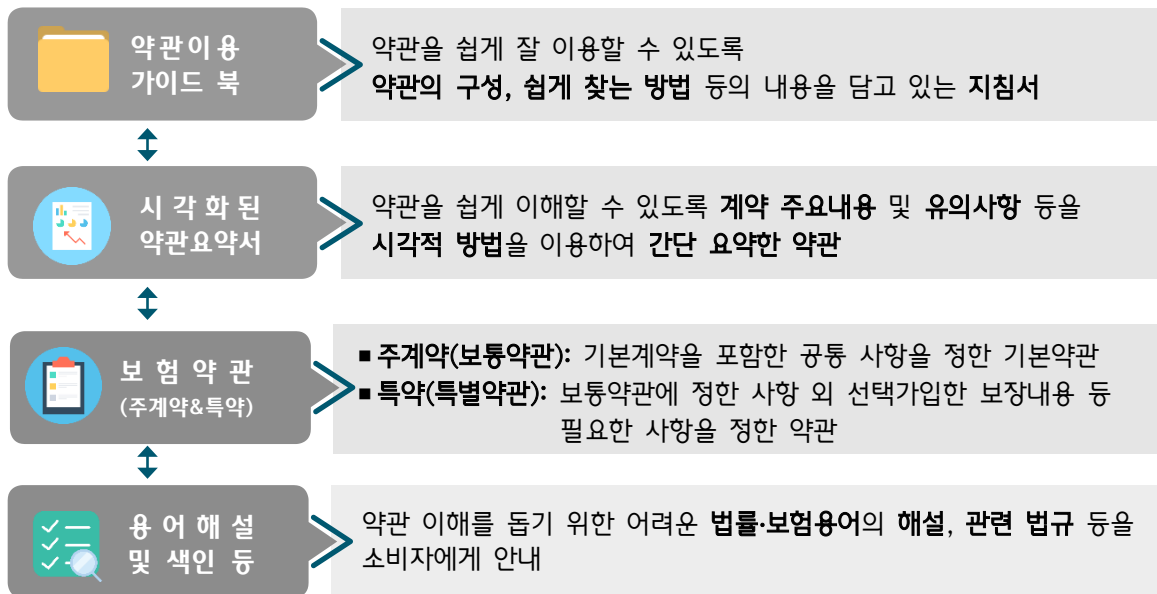 약관이용
가이드 북
약관을 쉽게 잘 이용할 수 있도록
약관의 구성, 쉽게 찾는 방법 등의 내용을 담고 있는 지침서
시 각 화 된
약관요약서
약관을 쉽게 이해할 수 있도록 계약 주요내용 및 유의사항 등을
시각적 방법을 이용하여 간단 요약한 약관
보 험 약 관
(주계약&특약)
▪ 주계약(보통약관): 기본계약을 포함한 공통 사항을 정한 기본약관
▪ 특약(특별약관): 보통약관에 정한 사항 외 선택가입한 보장내용 등
필요한 사항을 정한 약관
용 어 해 설
및 색인 등
약관 이해를 돕기 위한 어려운 법률·보험용어의 해설, 관련 법규 등을
소비자에게 안내